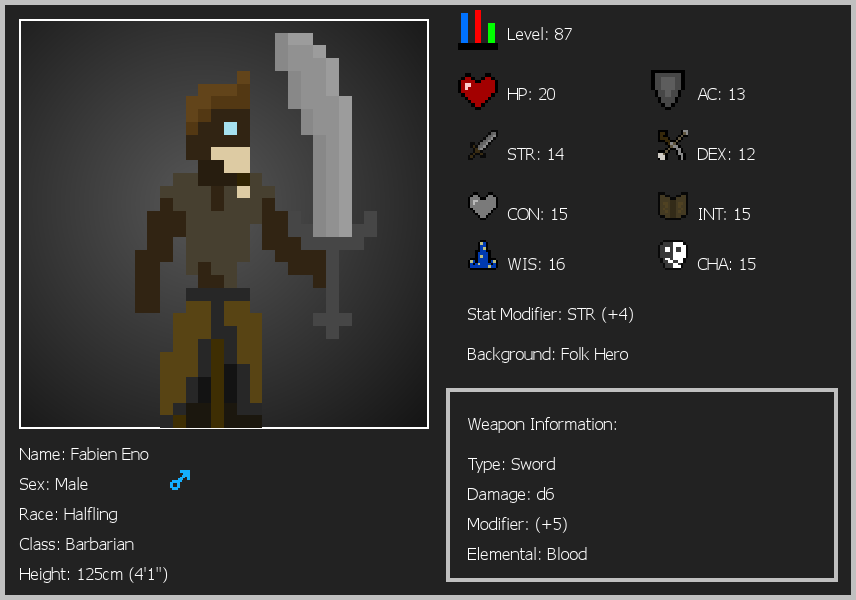 Level: 87
HP: 20
AC: 13
STR: 14
DEX: 12
CON: 15
INT: 15
WIS: 16
CHA: 15
Stat Modifier: STR (+4)
Background: Folk Hero
Weapon Information:
Type: Sword
Damage: d6
Modifier: (+5)
Elemental: Blood
Name: Fabien Eno
Sex: Male
Race: Halfling
Class: Barbarian
Height: 125cm (4'1")